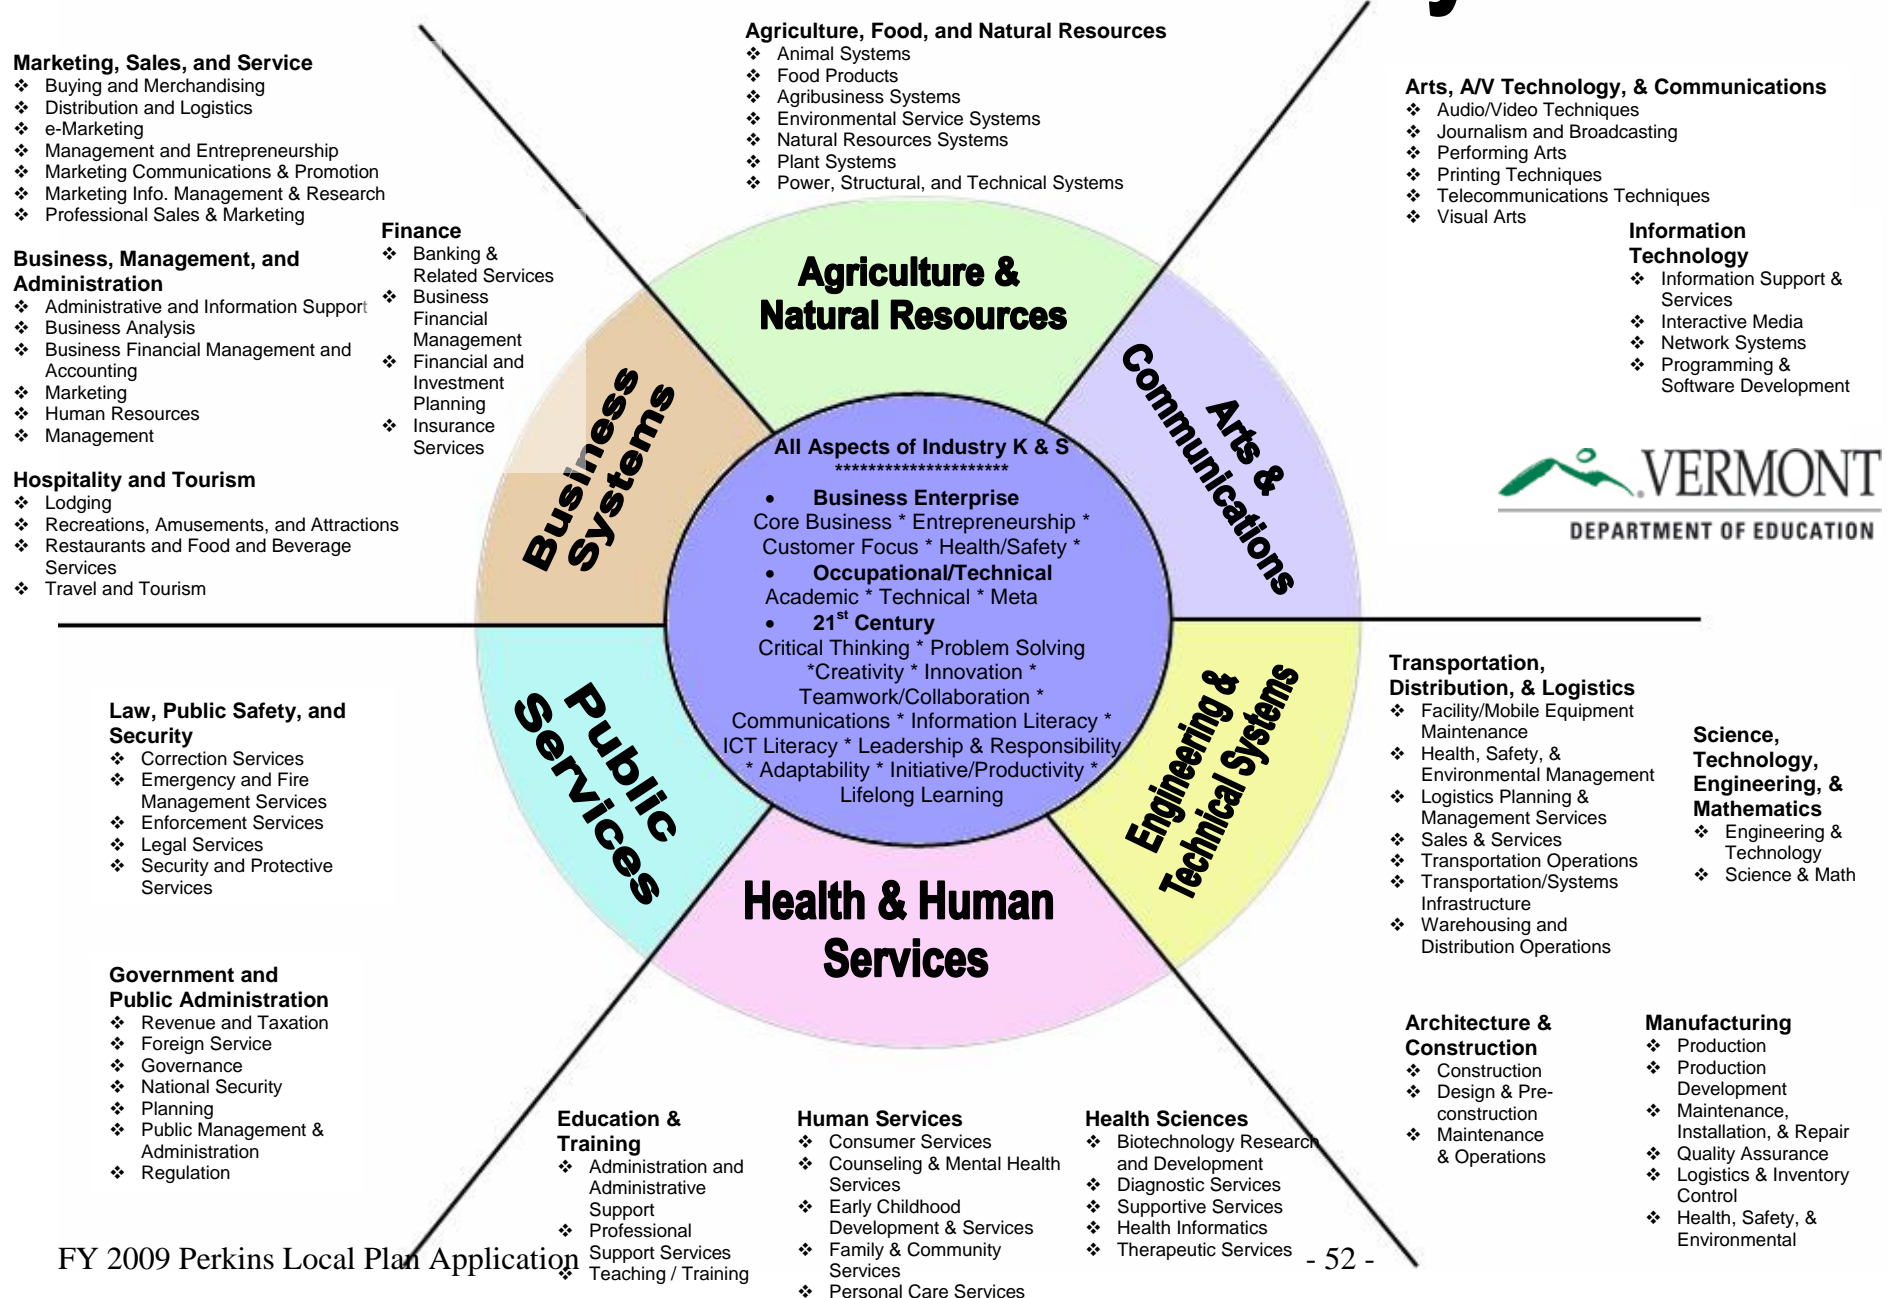 Agriculture, Food, and Natural Resources
❖ Animal Systems
❖ Food Products
❖ Agribusiness Systems
❖ Environmental Service Systems
❖ Natural Resources Systems
❖ Plant Systems
❖ Power, Structural, and Technical Systems
Marketing, Sales, and Service
❖ Buying and Merchandising
❖ Distribution and Logistics
❖ e-Marketing
❖ Management and Entrepreneurship
❖ Marketing Communications & Promotion
❖ Marketing Info. Management & Research
❖ Professional Sales & Marketing
Business, Management, and
Administration
❖ Administrative and Information Support
❖ Business Analysis
❖ Business Financial Management and
Accounting
❖ Marketing
❖ Human Resources
❖ Management
Hospitality and Tourism
❖ Lodging
❖ Recreations, Amusements, and Attractions
❖ Restaurants and Food and Beverage
Services
❖ Travel and Tourism
Finance
❖ Banking &
Related Services
❖ Business
Financial
Management
❖ Financial and
Investment
Planning
❖ Insurance
Services
Arts, A/V Technology, & Communications
❖ Audio/Video Techniques
❖ Journalism and Broadcasting
❖ Performing Arts
❖ Printing Techniques
❖ Telecommunications Techniques
❖ Visual Arts
Information
Technology
❖ Information Support &
Services
❖ Interactive Media
❖ Network Systems
❖ Programming &
Software Development
VERMONT
DEPARTMENT OF EDUCATION
Agriculture &
Natural Resources
Arts &
Communications
Business
Systems
All Aspects of Industry K & S
*********************
• Business Enterprise
Core Business * Entrepreneurship *
Customer Focus * Health/Safety *
• Occupational/Technical
Academic * Technical * Meta
• 21st Century
Critical Thinking * Problem Solving
*Creativity * Innovation *
Teamwork/Collaboration *
Communications * Information Literacy *
ICT Literacy * Leadership & Responsibility
* Adaptability * Initiative/Productivity *
Lifelong Learning
Public
Services
Engineering &
Technical Systems
Health & Human
Services
Law, Public Safety, and
Security
❖ Correction Services
❖ Emergency and Fire
Management Services
❖ Enforcement Services
❖ Legal Services
❖ Security and Protective
Services
Government and
Public Administration
❖ Revenue and Taxation
❖ Foreign Service
❖ Governance
❖ National Security
❖ Planning
❖ Public Management &
Administration
❖ Regulation
Transportation,
Distribution, & Logistics
❖ Facility/Mobile Equipment
Maintenance
❖ Health, Safety, &
Environmental Management
❖ Logistics Planning &
Management Services
❖ Sales & Services
❖ Transportation Operations
❖ Transportation/Systems
Infrastructure
❖ Warehousing and
Distribution Operations
Science,
Technology,
Engineering, &
Mathematics
❖ Engineering &
Technology
❖ Science & Math
Architecture &
Construction
❖ Construction
❖ Design & Pre-
construction
❖ Maintenance
& Operations
Manufacturing
❖ Production
❖ Production
Development
❖ Maintenance,
Installation, & Repair
❖ Quality Assurance
❖ Logistics & Inventory
Control
❖ Health, Safety, &
Environmental
Education &
Training
❖ Administration and
Administrative
Support
❖ Professional
Support Services
❖ Teaching / Training
Human Services
❖ Consumer Services
❖ Counseling & Mental Health
Services
❖ Early Childhood
Development & Services
❖ Family & Community
Services
❖ Personal Care Services
Health Sciences
❖ Biotechnology Research
and Development
❖ Diagnostic Services
❖ Supportive Services
❖ Health Informatics
❖ Therapeutic Services
FY 2009 Perkins Local Plan Application
- 52 -